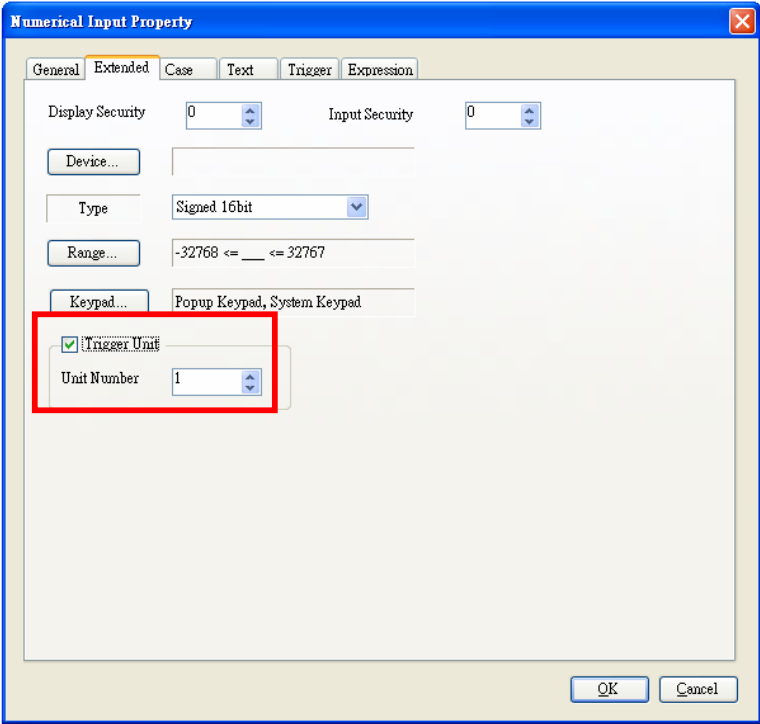 Numerical Input Property
General Extended Case Text Trigger Expression
Display Security 0 Input Security 0
Device...
Type Signed 16bit
Range... -32768 <= ___ <= 32767
Keypad... Popup Keypad, System Keypad
Trigger Unit
Unit Number 1
OK Cancel